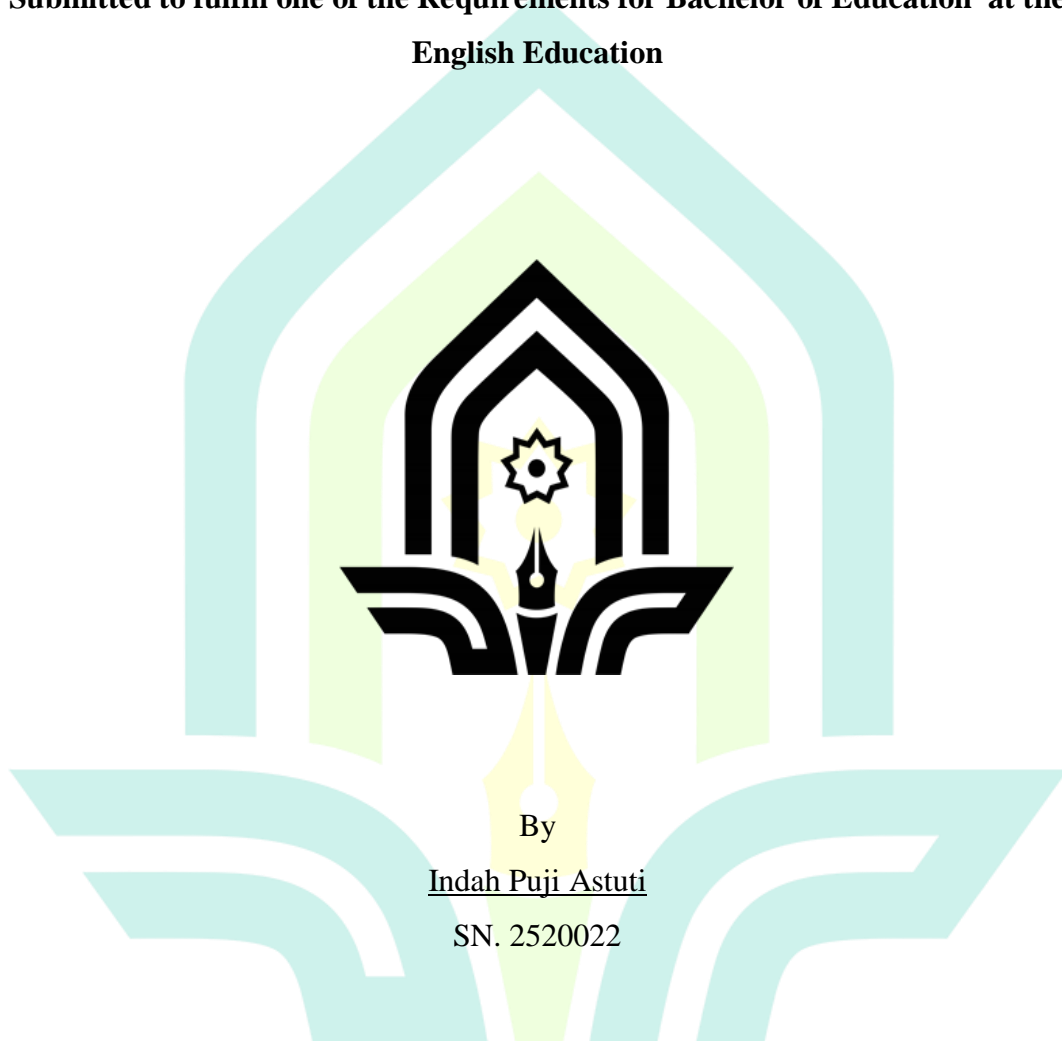 Submitted to fulfill one of the Requirements for Bachelor of Education at the
English Education
By
Indah Puji Astuti
SN. 2520022